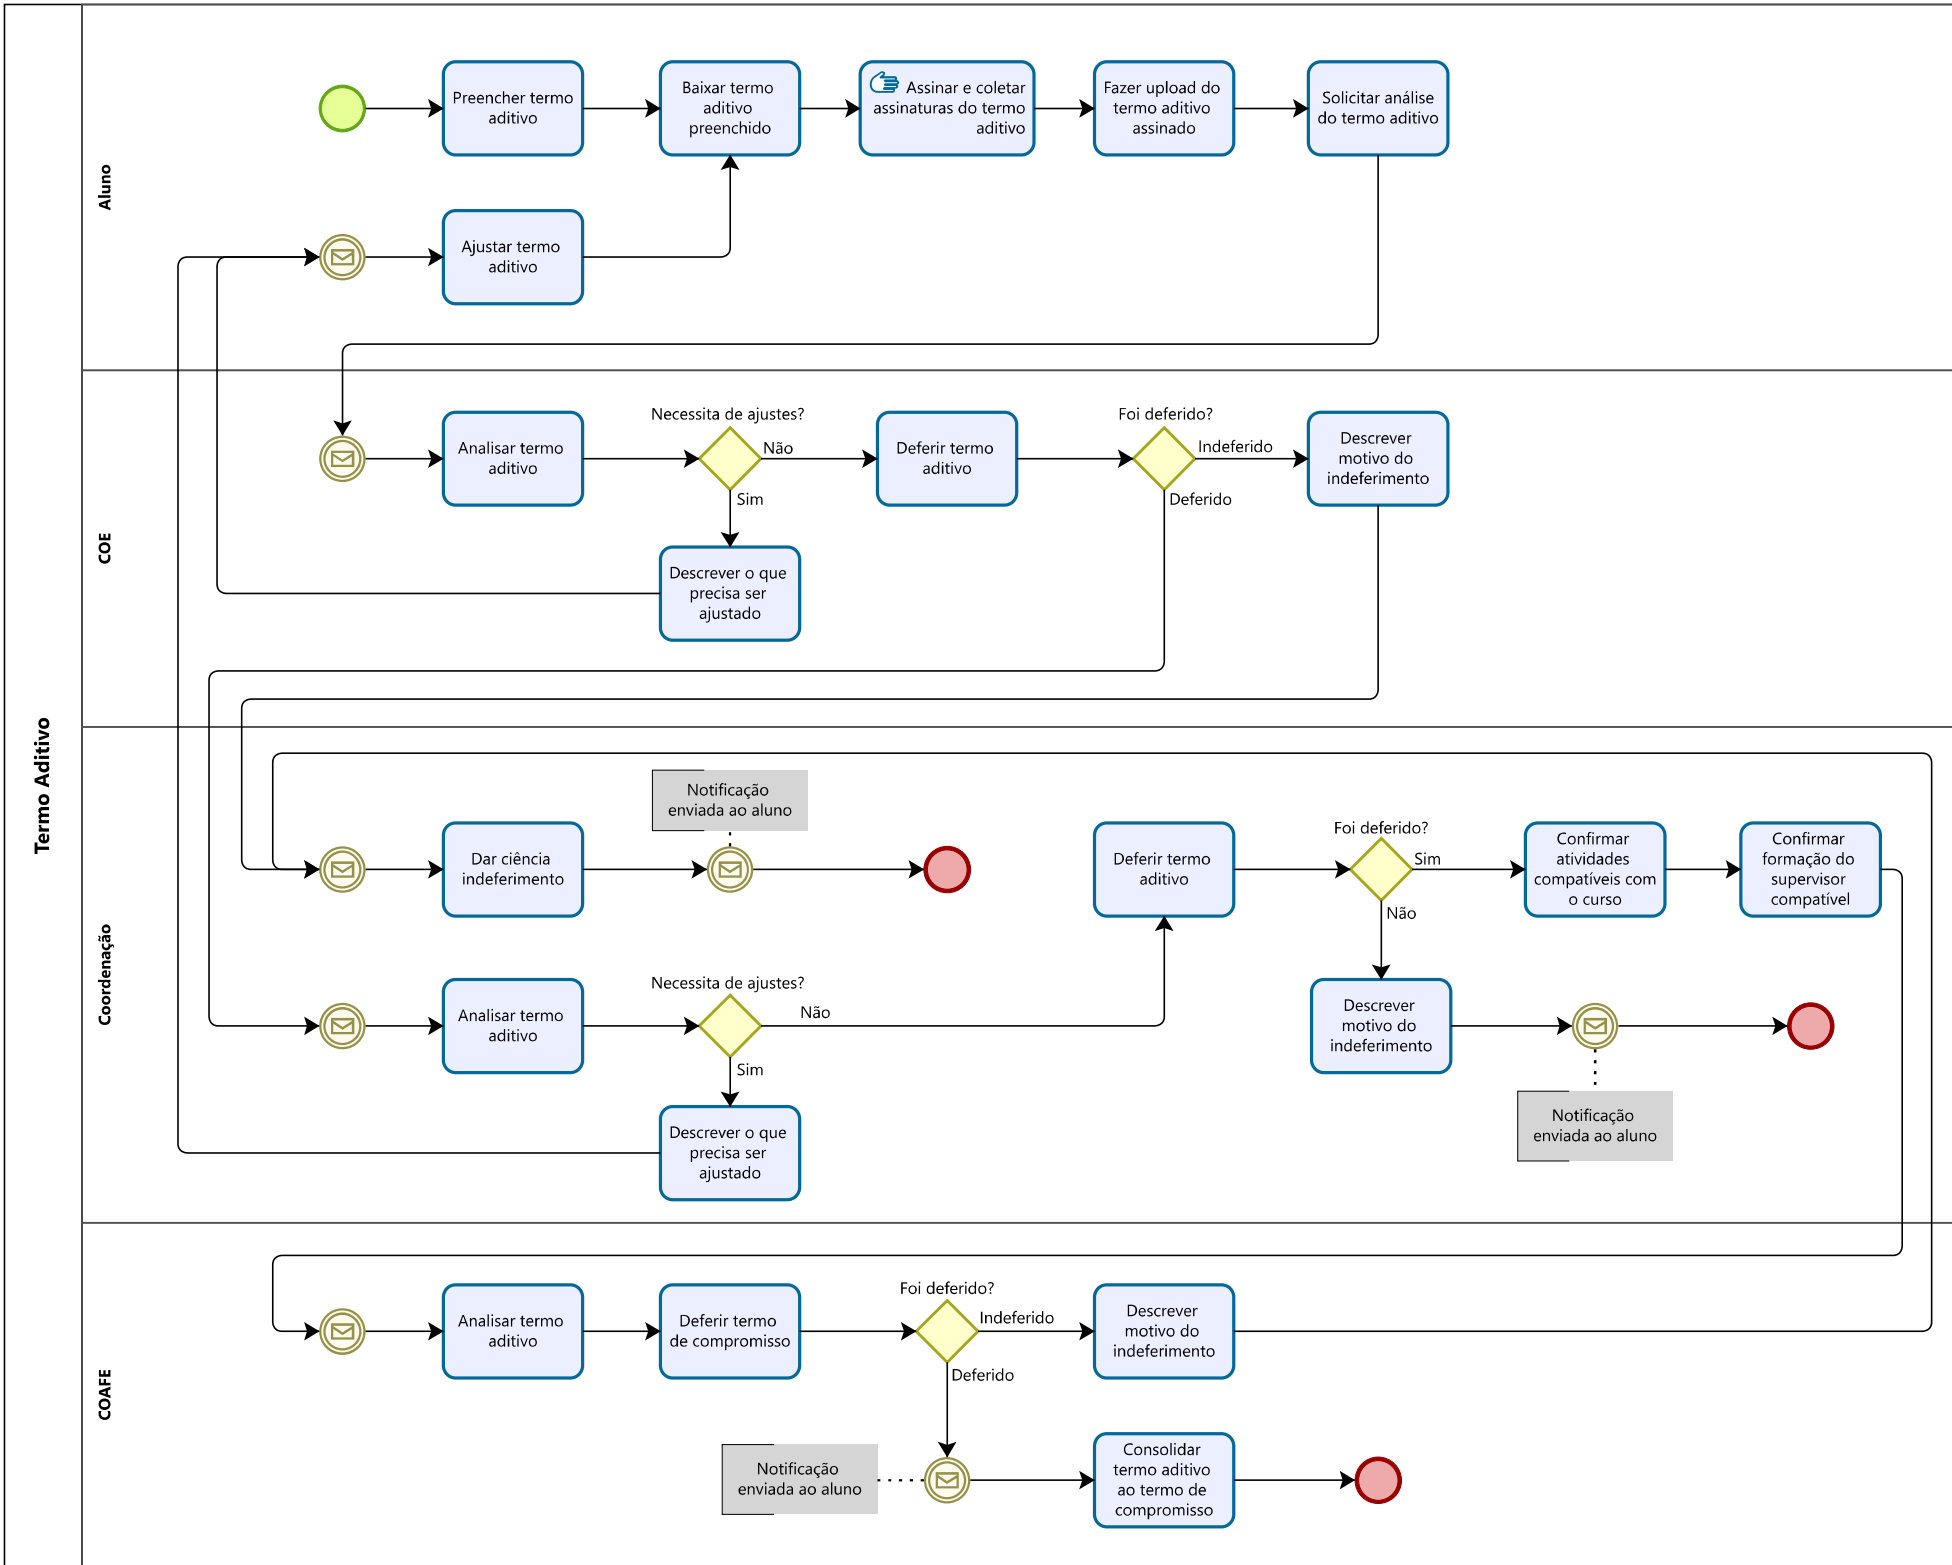 Termo Aditivo
Aluno
Preencher termo
aditivo
Baixar termo
aditivo
preenchido
Assinar e coletar
assinaturas do termo
aditivo
Fazer upload do
termo aditivo
assinado
Solicitar análise
do termo aditivo
Ajustar termo
aditivo
COE
Analisar termo
aditivo
Necessita de ajustes?
Não
Sim
Deferir termo
aditivo
Foi deferido?
Indeferido
Deferido
Descrever
motivo do
indeferimento
Descrever o que
precisa ser
ajustado
Coordenação
Dar ciência
indeferimento
Notificação
enviada ao aluno
Deferir termo
aditivo
Foi deferido?
Sim
Não
Confirmar
atividades
compatíveis com
o curso
Confirmar
formação do
supervisor
compatível
Analisar termo
aditivo
Necessita de ajustes?
Não
Sim
Descrever
motivo do
indeferimento
Notificação
enviada ao aluno
Descrever o que
precisa ser
ajustado
COAFE
Analisar termo
aditivo
Deferir termo
de compromisso
Foi deferido?
Indeferido
Deferido
Descrever
motivo do
indeferimento
Notificação
enviada ao aluno
Consolidar
termo aditivo
ao termo de
compromisso